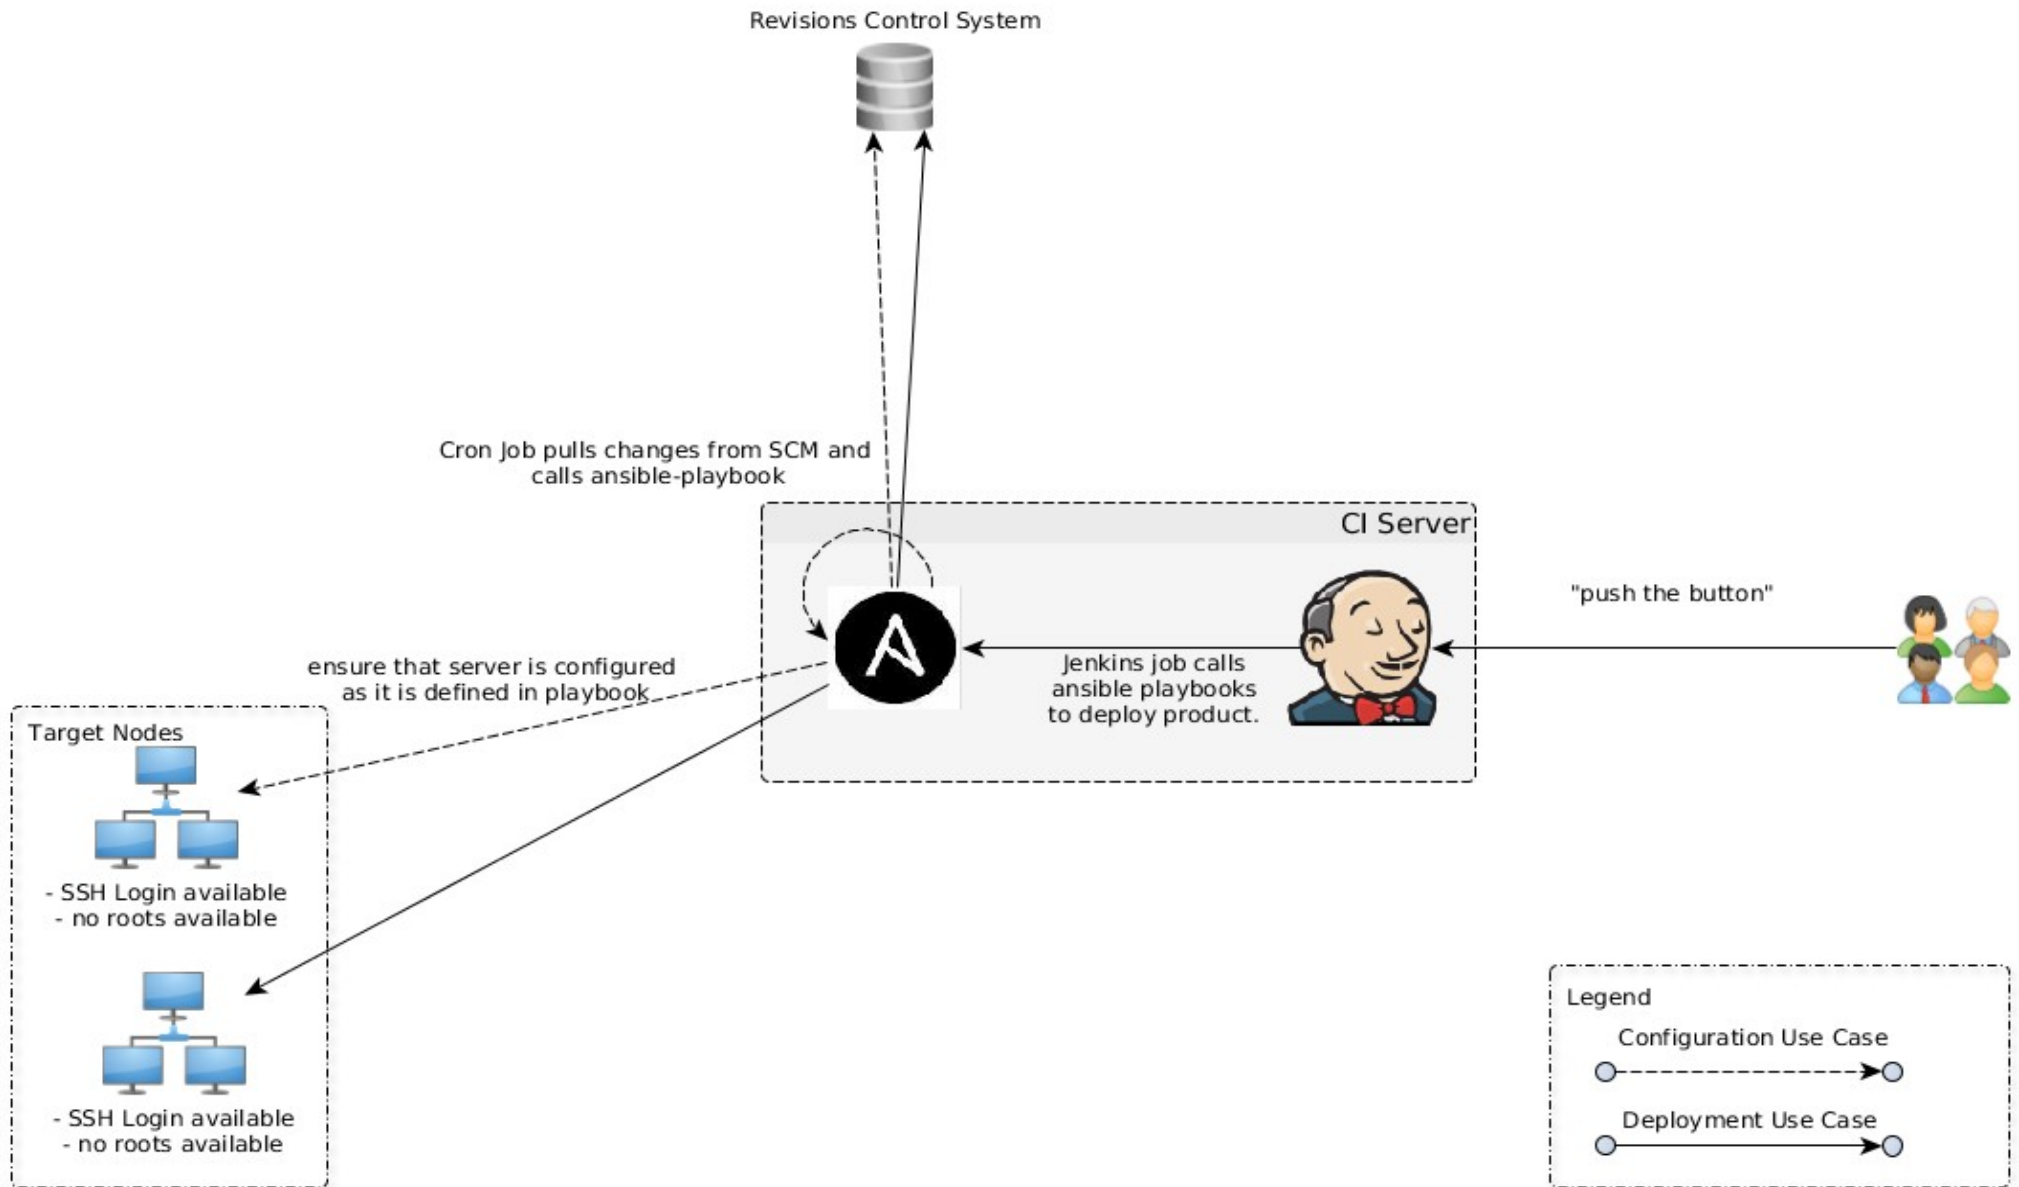 Revisions Control System
Cron Job pulls changes from SCM and
calls ansible-playbook
CI Server
"push the button"
Jenkins job calls
ansible playbooks
to deploy product.
ensure that server is configured
as it is defined in playbook
Target Nodes
- SSH Login available
- no roots available
- SSH Login available
- no roots available
Legend
Configuration Use Case
Deployment Use Case